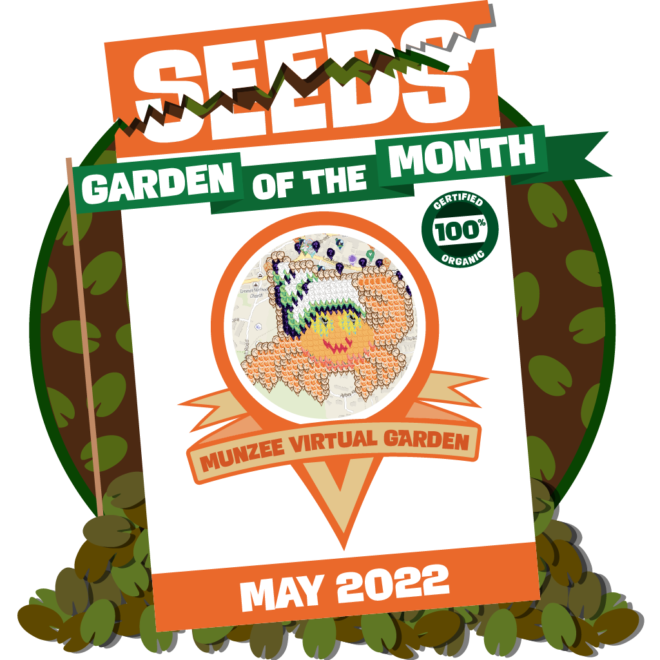 SEEDS
GARDEN OF THE MONTH
CERTIFIED
100%
ORGANIC
MUNZEE VIRTUAL GARDEN
MAY 2022